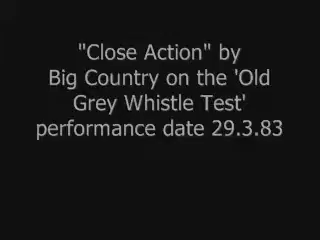 "Close Action" by
Big Country on the 'Old
Grey Whistle Test'
performance date 29.3.83